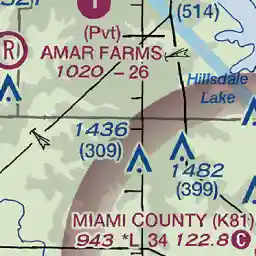 (514)
(Pvt)
R
AMAR FARMS
1020 - 26
Hillsdale
Lake
1436
(309)
1482
(399)
MIAMI COUNTY (K81)
943 *L 34 122.8 C